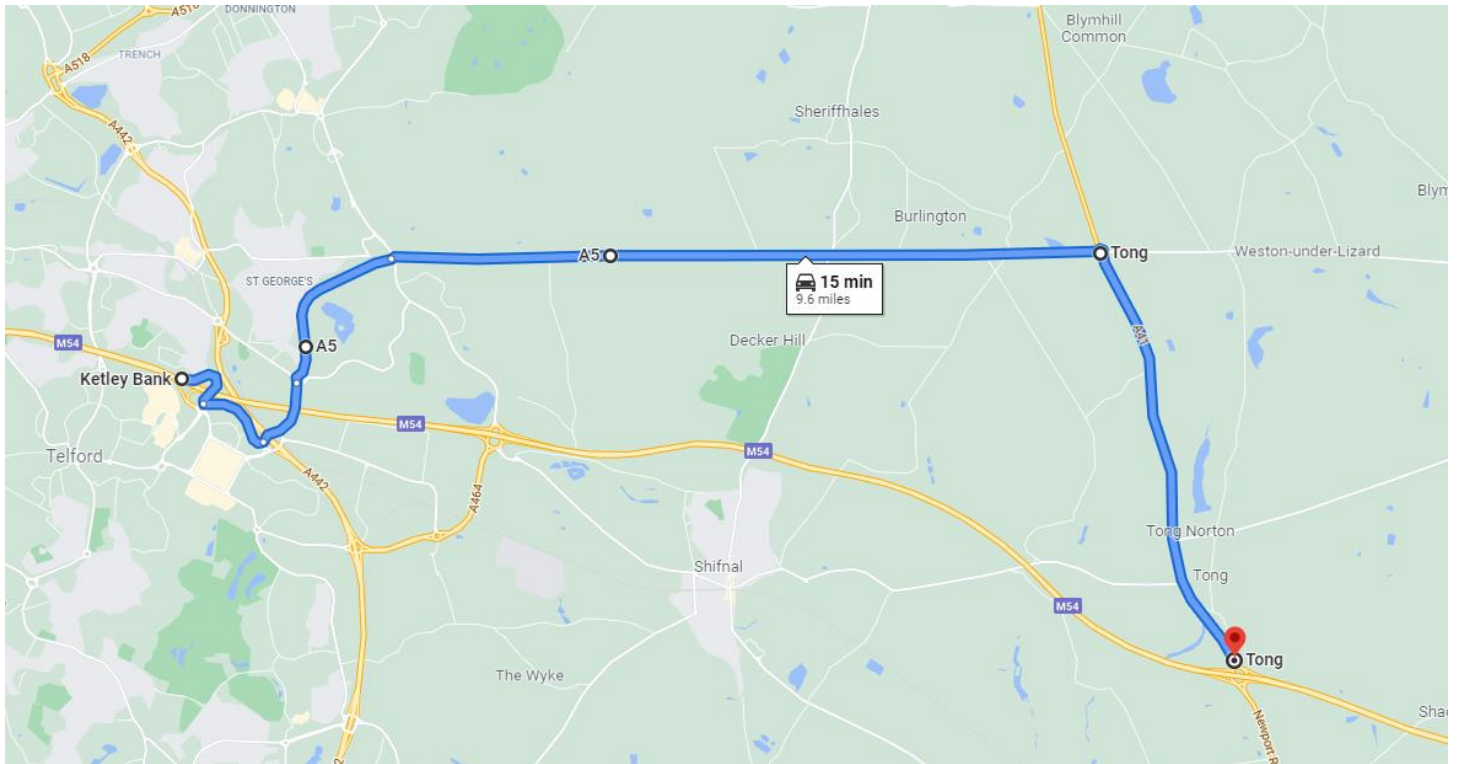 DONNINGTON
A518
Blymhill
Common
TRENCH
A518
Sheriffhales
A442
Blym
Burlington
A5
Tong
Weston-under-Lizard
ST GEORGE'S
15 min
9.6 miles
A41
M54
A5
Decker Hill
Ketley Bank
M54
M54
Telford
A442
A464
Tong Norton
Shifnal
Tong
M54
Tong
The Wyke
Sha
Newport R
2